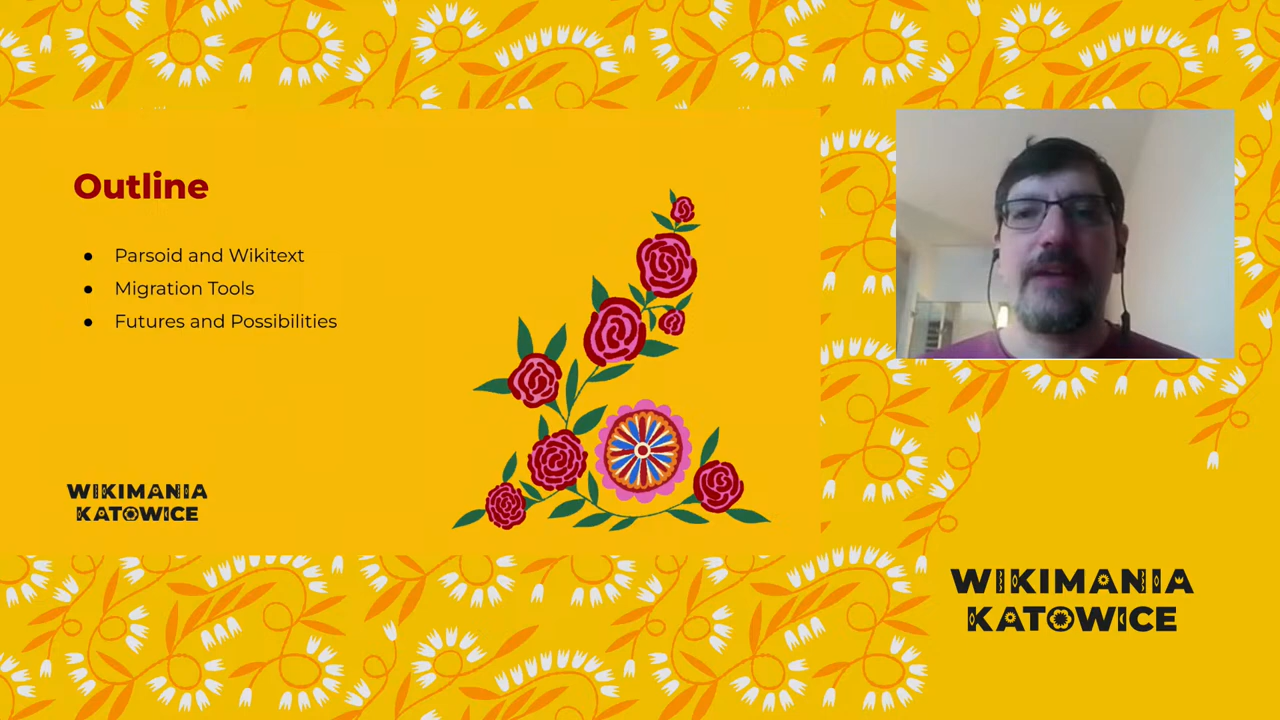 Outline
● Parsoid and Wikitext
● Migration Tools
● Futures and Possibilities
WIKIMANIA
KATOWICE
WIKIMANIA
KATOWICE